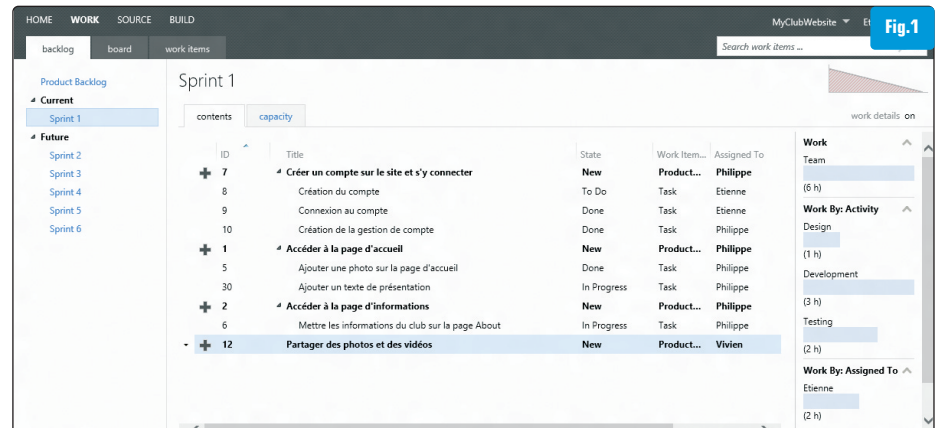 HOME WORK SOURCE BUILD MyClubWebsite Et
Fig.1
backlog board work items Search work items ...
Product Backlog
Current
Sprint 1
Future
Sprint 2
Sprint 3
Sprint 4
Sprint 5
Sprint 6
Sprint 1
contents capacity work details on
ID Title State Work Item... Assigned To
7 Créer un compte sur le site et s'y connecter New Product... Philippe
8 Création du compte To Do Task Etienne
9 Connexion au compte Done Task Etienne
10 Création de la gestion de compte Done Task Philippe
1 Accéder à la page d'accueil New Product... Philippe
5 Ajouter une photo sur la page d'accueil Done Task Philippe
30 Ajouter un texte de présentation In Progress Task Philippe
2 Accéder à la page d'informations New Product... Philippe
6 Mettre les informations du club sur la page About In Progress Task Philippe
12 Partager des photos et des vidéos New Product... Vivien
Work
Team
(6 h)
Work By: Activity
Design
(1 h)
Development
(3 h)
Testing
(2 h)
Work By: Assigned To
Etienne
(2 h)